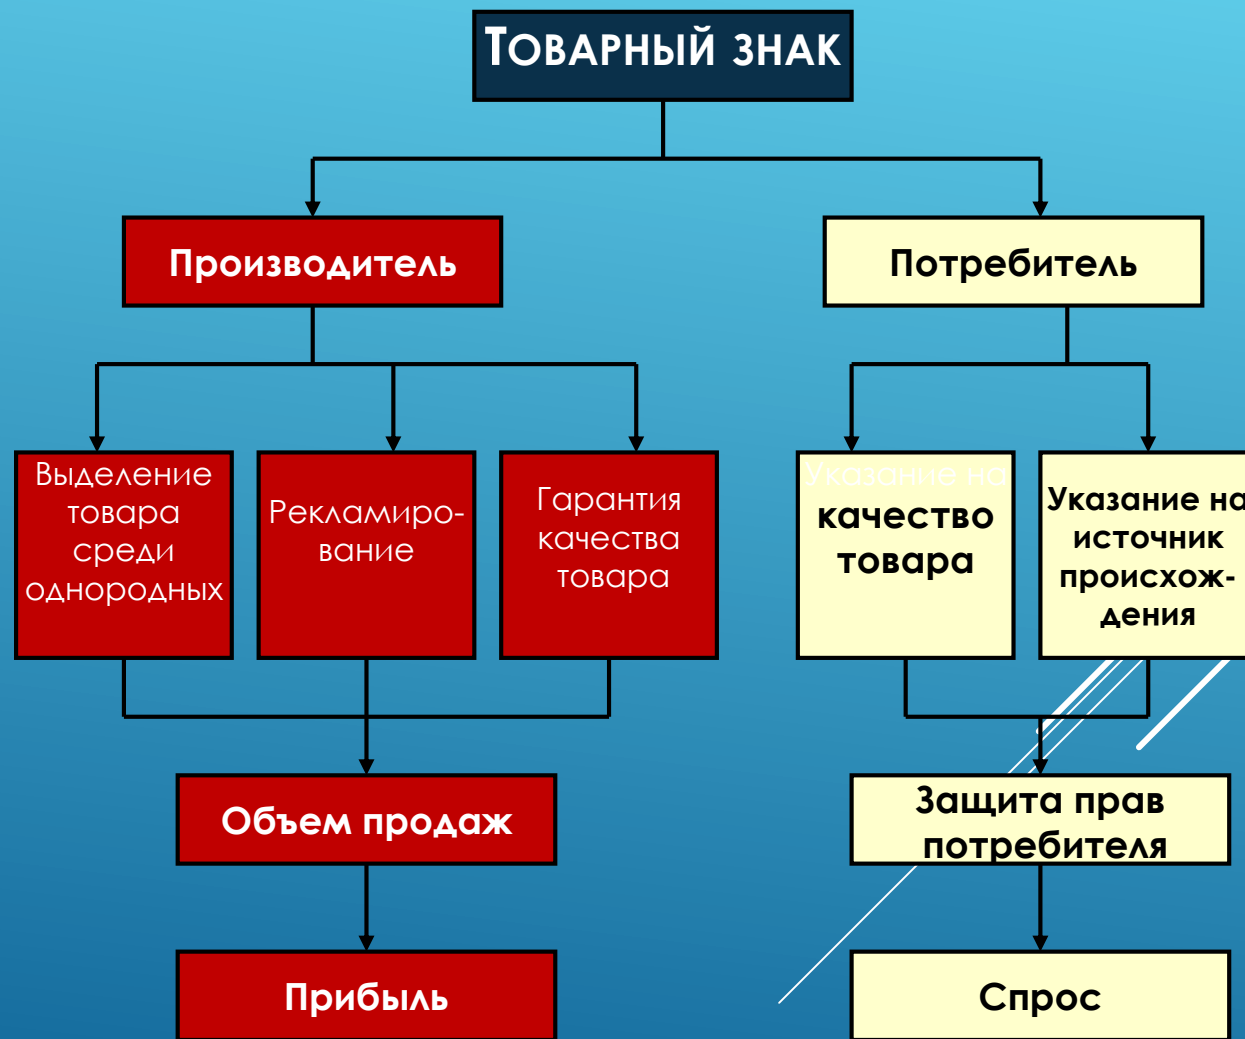 ТОВАРНЫЙ ЗНАК
Производитель
Потребитель
Выделение
товара
среди
однородных
Рекламиро-
вание
Гарантия
качества
товара
Указание на
качество
товара
Указание на
источник
происхож-
дения
Объем продаж
Защита прав
потребителя
Прибыль
Спрос